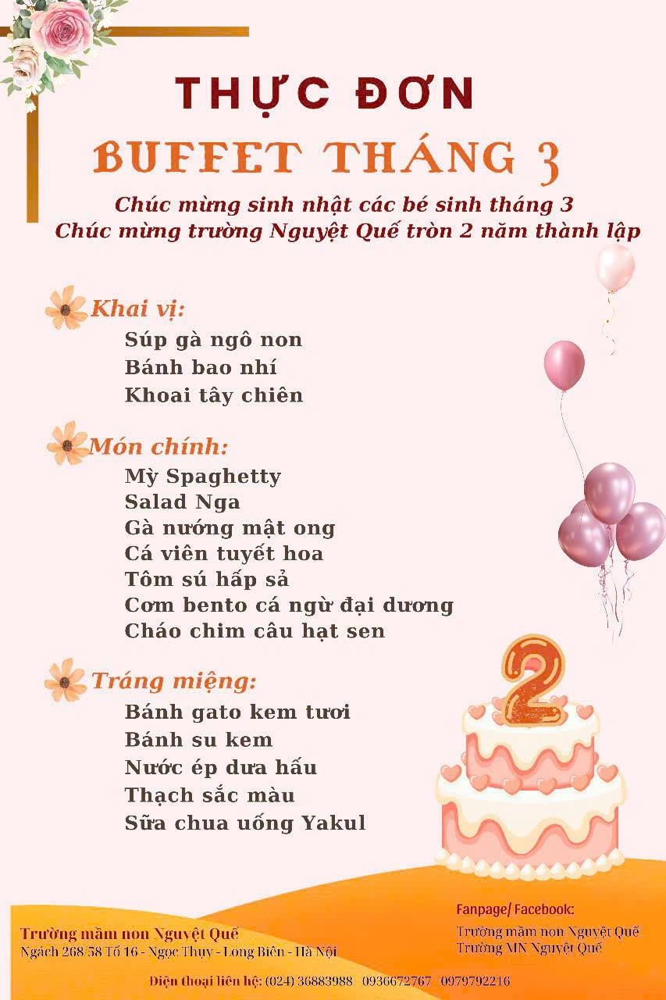 THỰC ĐƠN
BUFFET THÁNG 3
Chúc mừng sinh nhật các bé sinh tháng 3
Chúc mừng trường Nguyệt Quế tròn 2 năm thành lập
Khai vị:
Súp gà ngô non
Bánh bao nhí
Khoai tây chiên
Món chính:
Mỳ Spaghetty
Salad Nga
Gà nướng mật ong
Cá viên tuyết hoa
Tôm sú hấp sả
Cơm bento cá ngừ đại dương
Cháo chim câu hạt sen
2
Tráng miệng:
Bánh gato kem tươi
Bánh su kem
Nước ép dưa hấu
Thạch sắc màu
Sữa chua uống Yakul
Trường mầm non Nguyệt Quế
Ngách 268/58 Tổ 16 - Ngọc Thụy - Long Biên - Hà Nội
Fanpage/ Facebook:
Trường mầm non Nguyệt Quế
Trường MN Nguyệt Quế
Điện thoại liên hệ: (024) 36883988 0936672767 0979792216